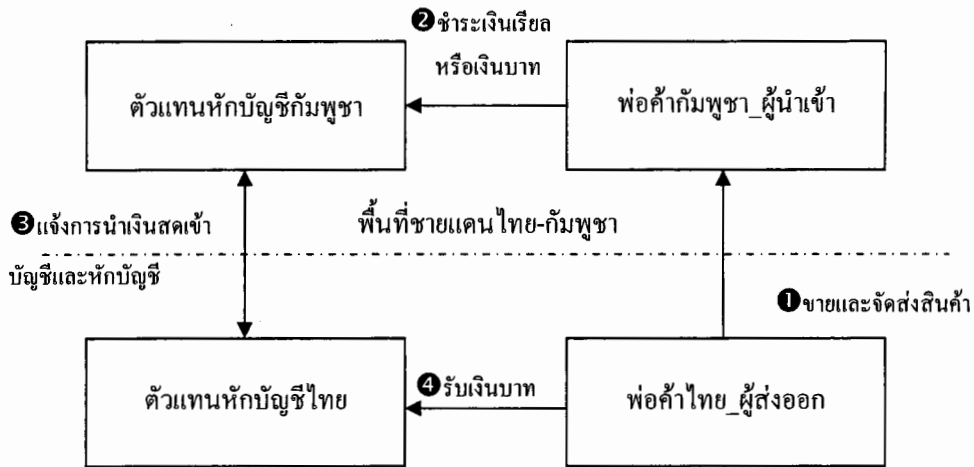 ❷ชำระเงินเรียล
หรือเงินบาท
ตัวแทนหักบัญชีกัมพูชา
พ่อค้ากัมพูชา_ผู้นำเข้า
❸แจ้งการนำเงินสดเข้า
พื้นที่ชายแดนไทย-กัมพูชา
บัญชีและหักบัญชี
❶ขายและจัดส่งสินค้า
ตัวแทนหักบัญชีไทย
❹รับเงินบาท
พ่อค้าไทย_ผู้ส่งออก